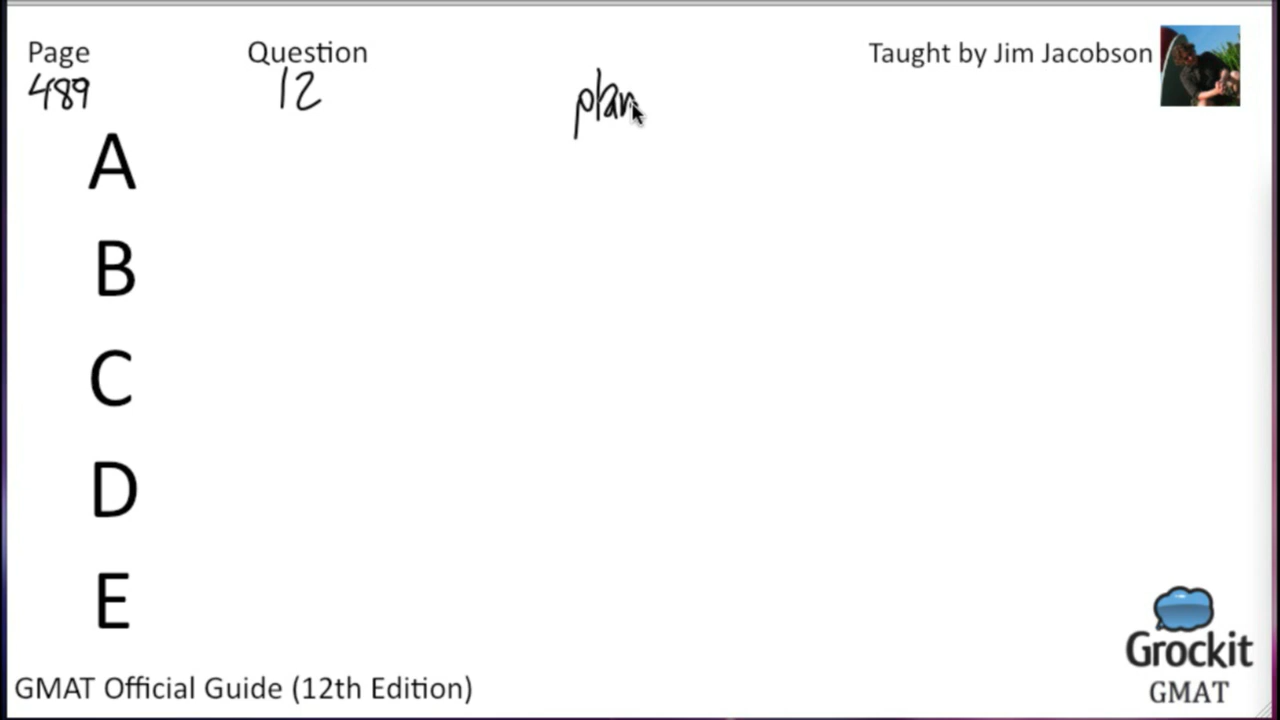 Page Question Taught by Jim Jacobson
489 12 plan
A
B
C
D
E
Grockit
GMAT
GMAT Official Guide (12th Edition)